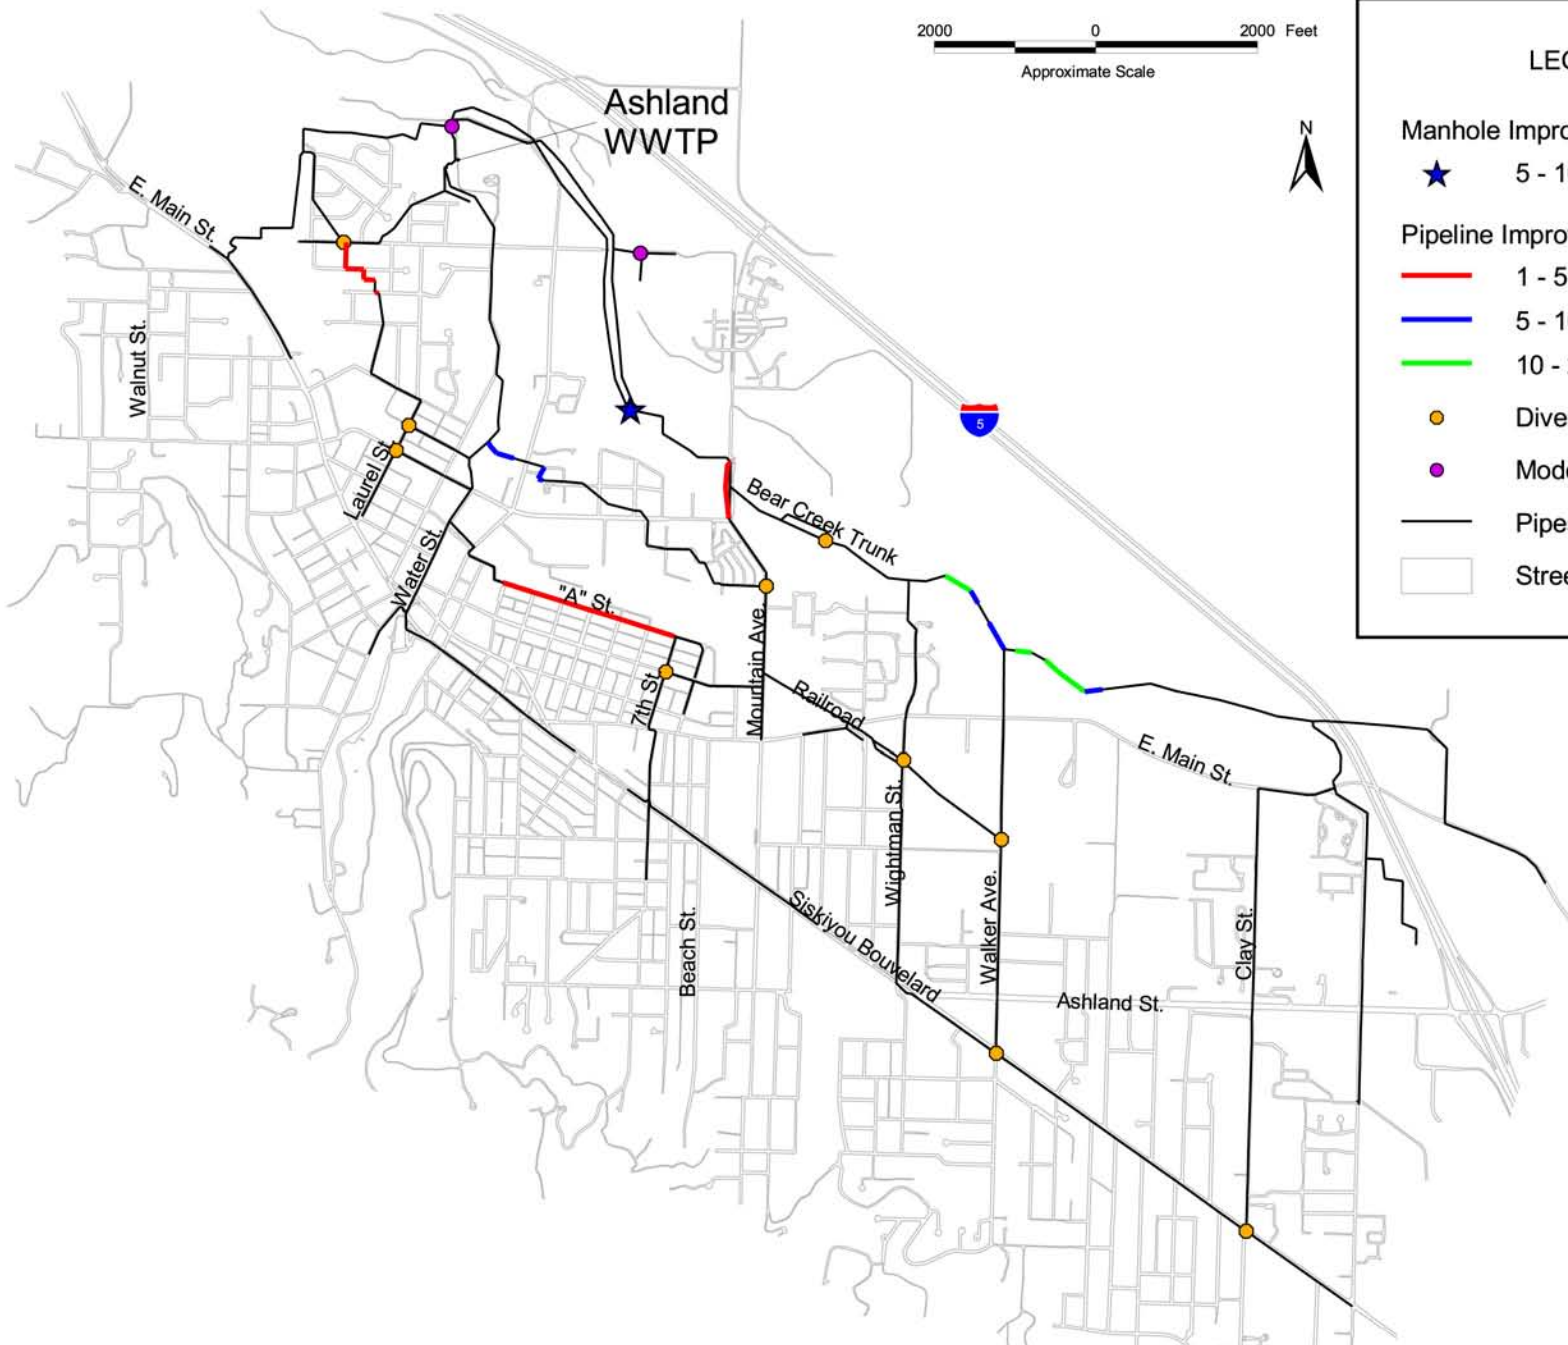 2000 0 2000 Feet
Approximate Scale
LEG
Ashland
WWTP
N
Manhole Impro
5 - 1
E. Main St.
Pipeline Impro
1 - 5
5 - 1
10 -
Walnut St.
5
Dive
Laurel St.
Mode
Bear Creek Trunk
Pipe
Water St.
Stree
"A" St.
Mountain Ave.
7th St.
Railroad
E. Main St.
Wightman St.
Siskiyou Bouvelard
Walker Ave.
Beach St.
Clay St.
Ashland St.